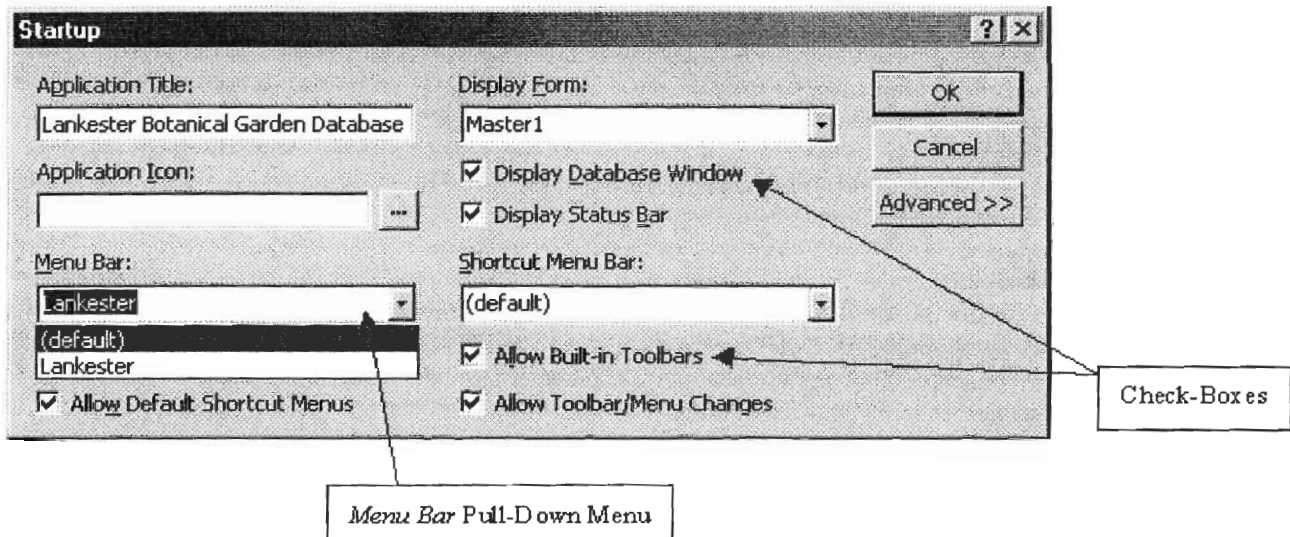 Startup
Application Title:
Lankester Botanical Garden Database
Application Icon:
...
Menu Bar:
Lankester
(default)
Lankester
Allow Default Shortcut Menus
Display Form:
Master1
Display Database Window
Display Status Bar
Shortcut Menu Bar:
(default)
Allow Built-in Toolbars
Allow Toolbar/Menu Changes
OK
Cancel
Advanced >>
Check-Boxes
Menu Bar Pull-Down Menu